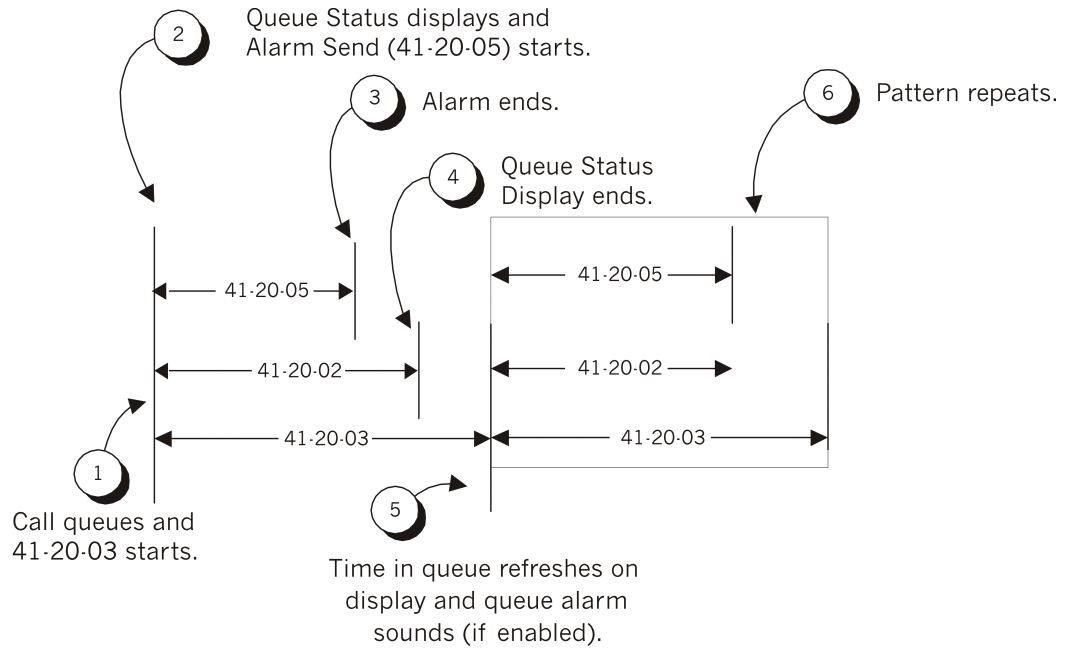 2
Queue Status displays and
Alarm Send (41-20-05) starts.
3
Alarm ends.
6
Pattern repeats.
4
Queue Status
Display ends.
41-20-05
41-20-05
41-20-02
41-20-02
41-20-03
41-20-03
1
Call queues and
41-20-03 starts.
5
Time in queue refreshes on
display and queue alarm
sounds (if enabled).